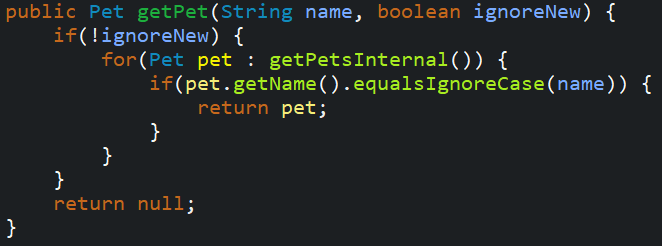 public Pet getPet(String name, boolean ignoreNew) {
    if(!ignoreNew) {
        for(Pet pet : getPetsInternal()) {
            if(pet.getName().equalsIgnoreCase(name)) {
                return pet;
            }
        }
    }
    return null;
}